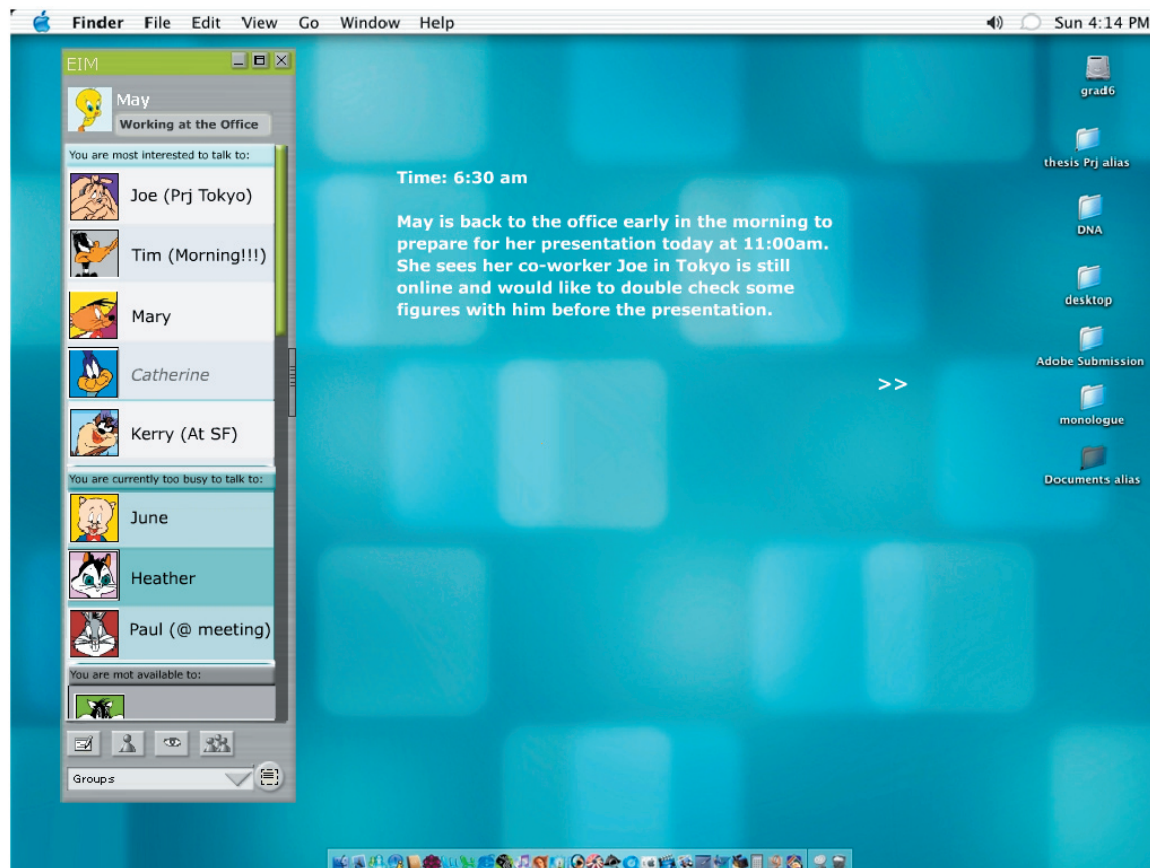 Finder File Edit View Go Window Help
Sun 4:14 PM
EIM
May
Working at the Office
You are most interested to talk to:
Joe (Prj Tokyo)
Tim (Morning!!!)
Mary
Catherine
Kerry (At SF)
You are currently too busy to talk to:
June
Heather
Paul (@ meeting)
You are mot available to:
Groups
Time: 6:30 am
May is back to the office early in the morning to
prepare for her presentation today at 11:00am.
She sees her co-worker Joe in Tokyo is still
online and would like to double check some
figures with him before the presentation.
>>
grad6
thesis Prj alias
DNA
desktop
Adobe Submission
monologue
Documents alias